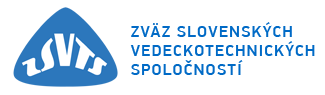 ZSVTS
ZVÄZ SLOVENSKÝCH
VEDECKOTECHNICKÝCH
SPOLOČNOSTÍ